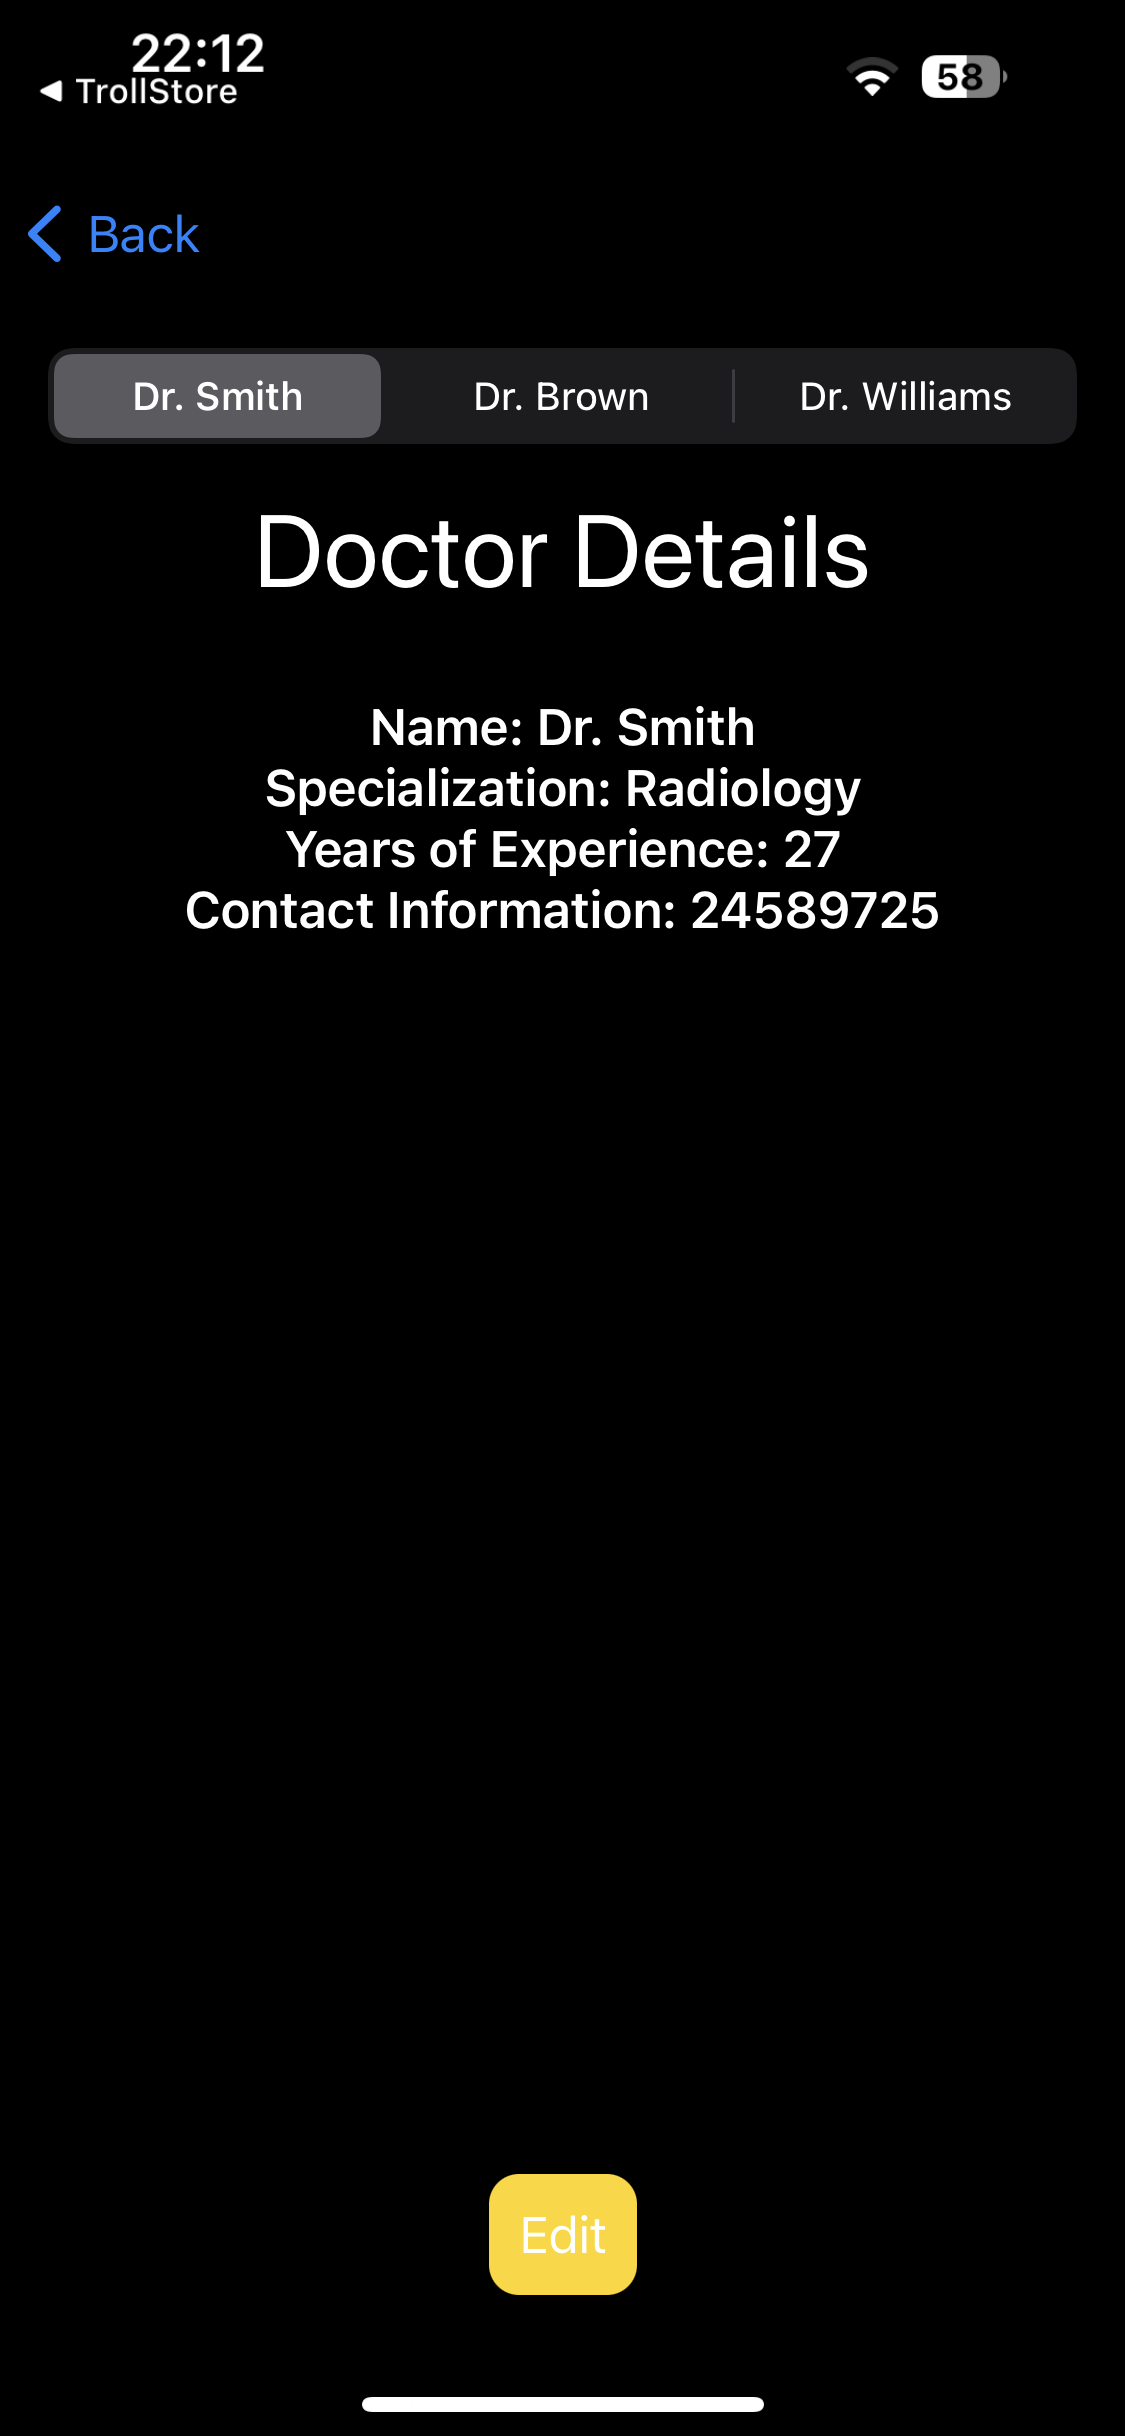 22:12
TrollStore
58
Back
Dr. Smith
Dr. Brown
Dr. Williams
Doctor Details
Name: Dr. Smith
Specialization: Radiology
Years of Experience: 27
Contact Information: 24589725
Edit